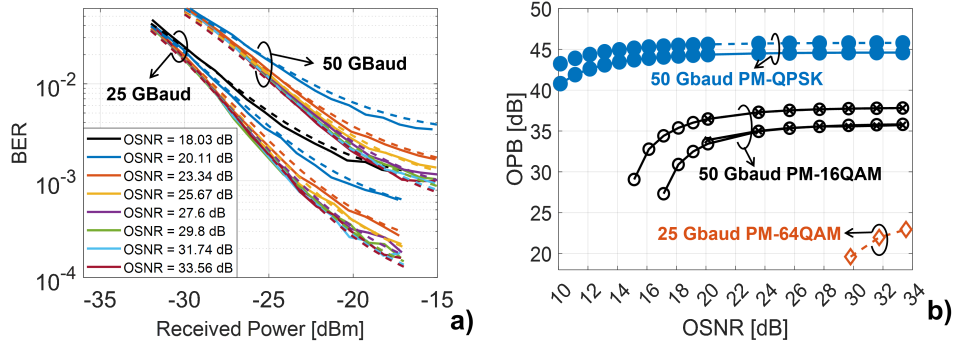 a)
BER
10⁻²
10⁻³
10⁻⁴
50 GBaud
25 GBaud
OSNR = 18.03 dB
OSNR = 20.11 dB
OSNR = 23.34 dB
OSNR = 25.67 dB
OSNR = 27.6 dB
OSNR = 29.8 dB
OSNR = 31.74 dB
OSNR = 33.56 dB
-35 -30 -25 -20 -15
Received Power [dBm]
OPB [dB]
50
45
40
35
30
25
20
50 Gbaud PM-QPSK
50 Gbaud PM-16QAM
25 Gbaud PM-64QAM
10 12 14 16 18 20 22 24 26 28 30 32 34
OSNR [dB]
b)